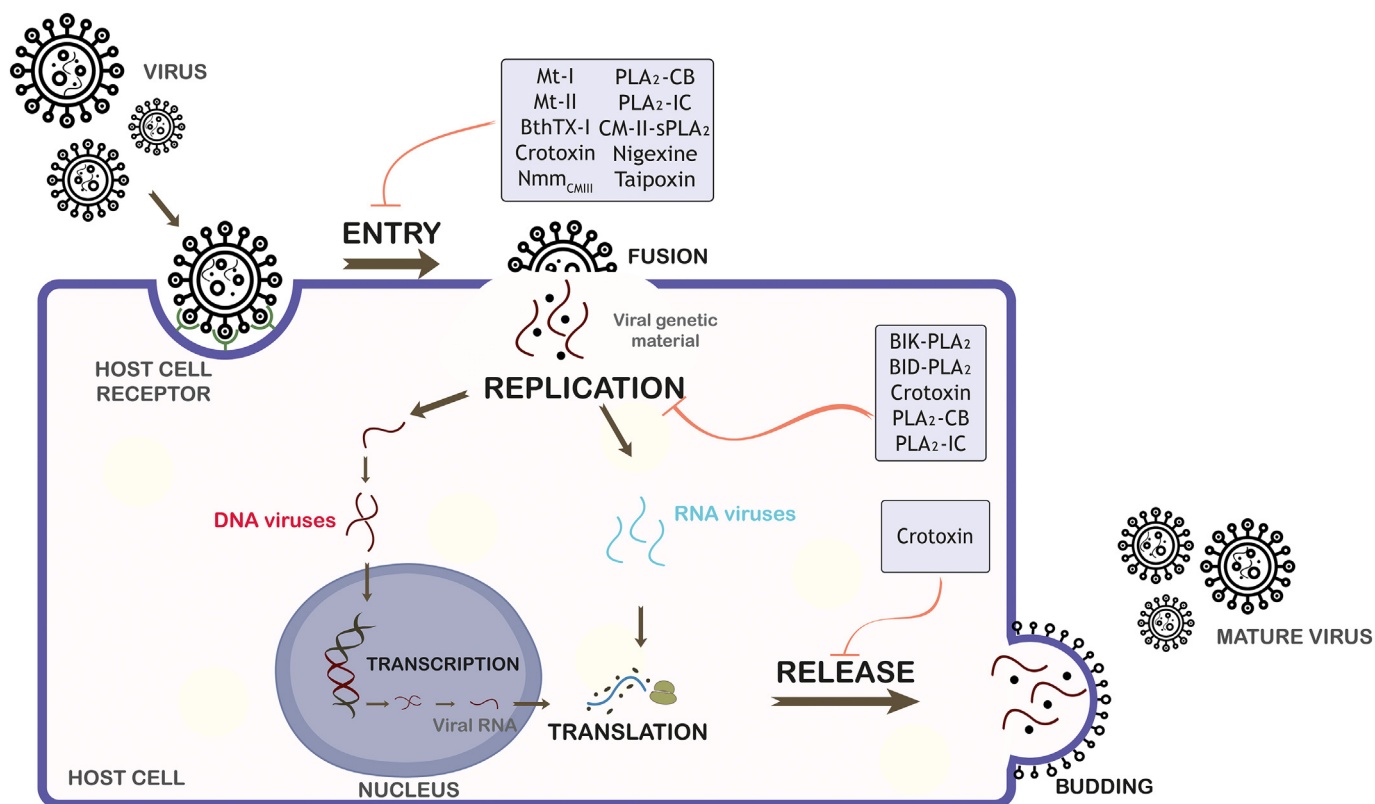 VIRUS
Mt-I PLA₂-CB
Mt-II PLA₂-IC
BthTX-I CM-II-sPLA₂
Crotoxin Nigexine
Nmm CMIII Taipoxin
ENTRY
FUSION
Viral genetic
material
HOST CELL
RECEPTOR
REPLICATION
BIK-PLA₂
BID-PLA₂
Crotoxin
PLA₂-CB
PLA₂-IC
DNA viruses
RNA viruses
Crotoxin
MATURE VIRUS
TRANSCRIPTION
RELEASE
Viral RNA
TRANSLATION
HOST CELL
NUCLEUS
BUDDING